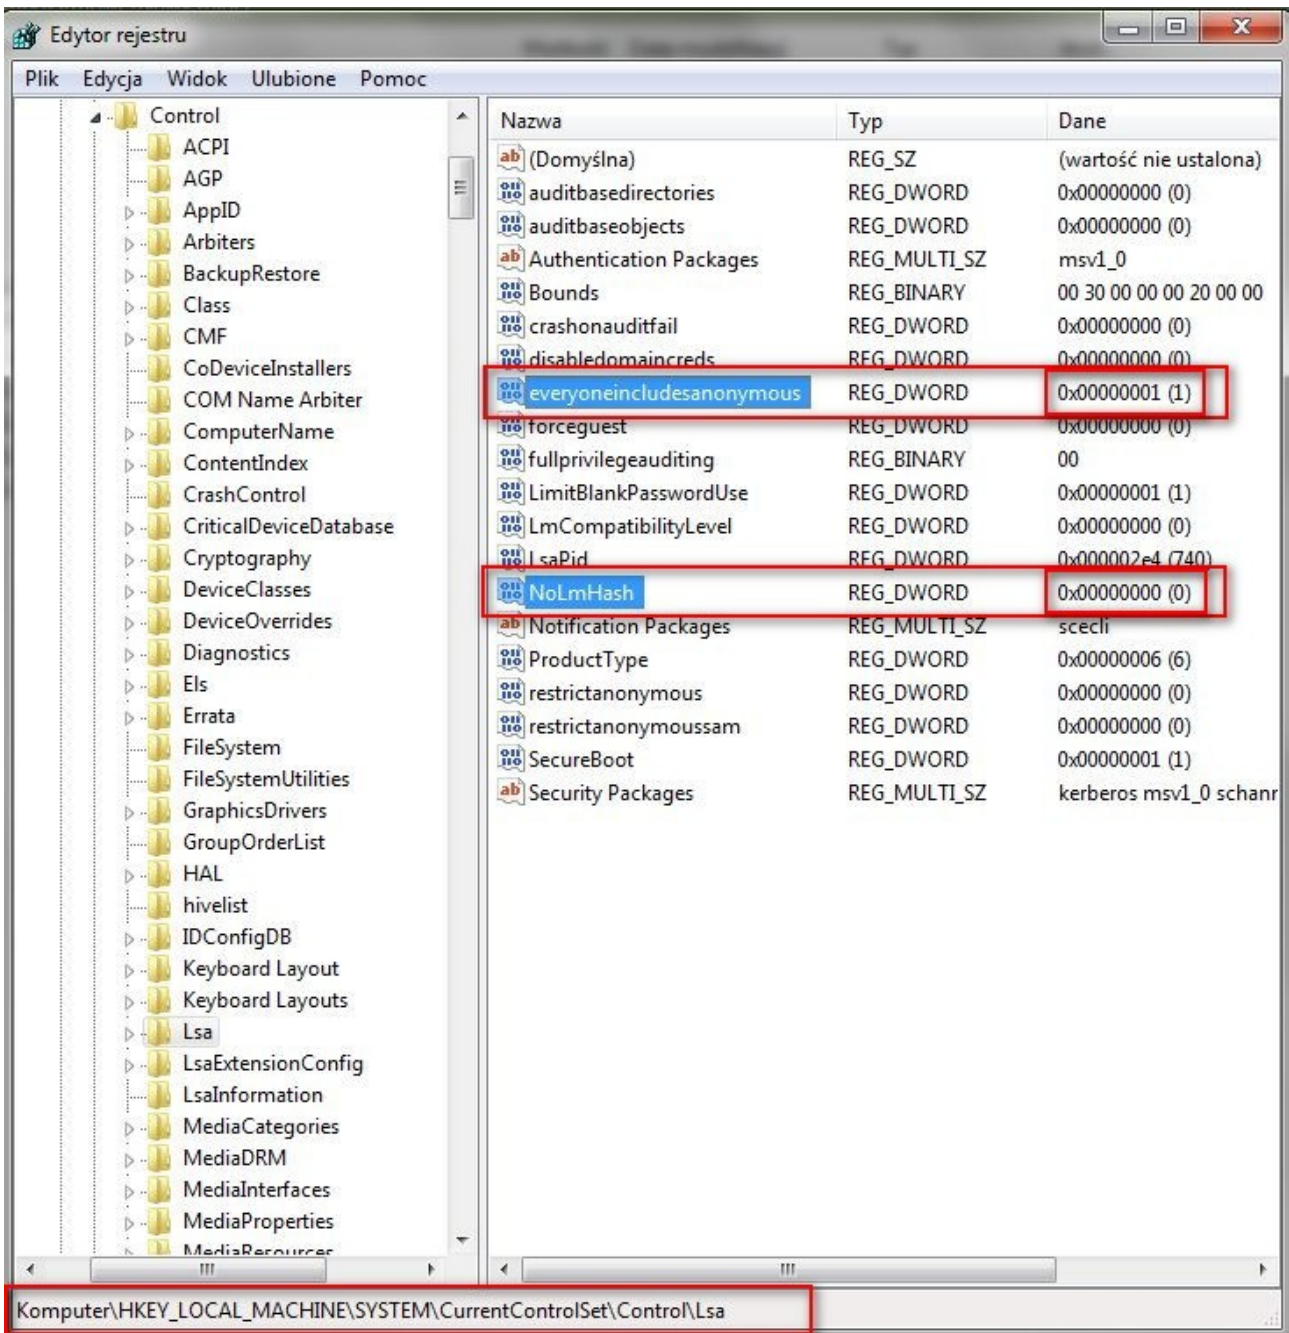 Edytor rejestru
Plik Edycja Widok Ulubione Pomoc
Control
ACPI
AGP
AppID
Arbiters
BackupRestore
Class
CMF
CoDeviceInstallers
COM Name Arbiter
ComputerName
ContentIndex
CrashControl
CriticalDeviceDatabase
Cryptography
DeviceClasses
DeviceOverrides
Diagnostics
Els
Errata
FileSystem
FileSystemUtilities
GraphicsDrivers
GroupOrderList
HAL
hivelist
IDConfigDB
Keyboard Layout
Keyboard Layouts
Lsa
LsaExtensionConfig
LsaInformation
MediaCategories
MediaDRM
MediaInterfaces
MediaProperties
MediaResources
Nazwa Typ Dane
(Domyślna) REG_SZ (wartość nie ustalona)
auditbasedirectories REG_DWORD 0x00000000 (0)
auditbaseobjects REG_DWORD 0x00000000 (0)
Authentication Packages REG_MULTI_SZ msv1_0
Bounds REG_BINARY 00 30 00 00 00 20 00 00
crashonauditfail REG_DWORD 0x00000000 (0)
disabledomaincreds REG_DWORD 0x00000000 (0)
everyoneincludesanonymous REG_DWORD 0x00000001 (1)
forceguest REG_DWORD 0x00000000 (0)
fullprivilegeauditing REG_BINARY 00
LimitBlankPasswordUse REG_DWORD 0x00000001 (1)
LmCompatibilityLevel REG_DWORD 0x00000000 (0)
LsaPid REG_DWORD 0x000002e4 (740)
NoLmHash REG_DWORD 0x00000000 (0)
Notification Packages REG_MULTI_SZ scecli
ProductType REG_DWORD 0x00000006 (6)
restrictanonymous REG_DWORD 0x00000000 (0)
restrictanonymoussam REG_DWORD 0x00000000 (0)
SecureBoot REG_DWORD 0x00000001 (1)
Security Packages REG_MULTI_SZ kerberos msv1_0 schanr
Komputer\HKEY_LOCAL_MACHINE\SYSTEM\CurrentControlSet\Control\Lsa